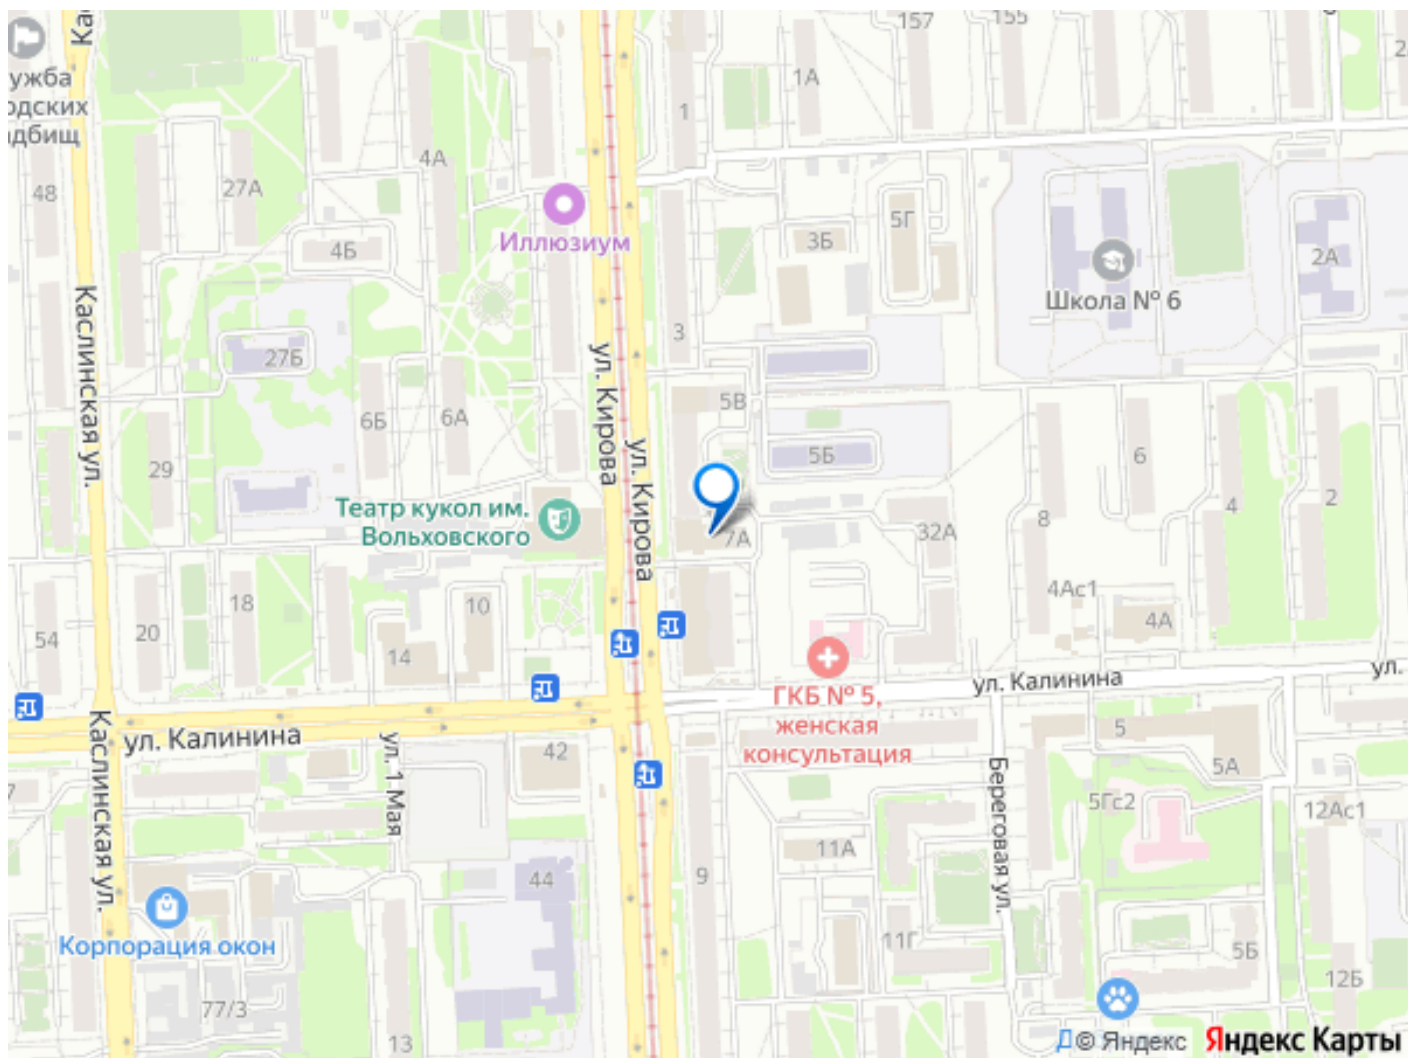 157
155
ужба
одских
адбищ
1А
1
4А
48
27А
5Г
Иллюзиум
4Б
3Б
2А
Школа № 6
Каслинская ул.
3
ул. Кирова
27Б
5В
6Б
6А
ул. Кирова
29
5Б
6
4
2
Театр кукол им.
Вольховского
7А
32А
8
4Ас1
18
10
4А
54
20
14
ул. Калинина
ул.
ГКБ № 5,
женская
консультация
Каслинская ул.
ул. Калинина
ул. 1 Мая
42
5
5А
Береговая ул.
5Гс2
12Ас1
11А
44
9
Корпорация окон
11Г
5Б
12Б
77/3
13
© Яндекс
Яндекс Карты